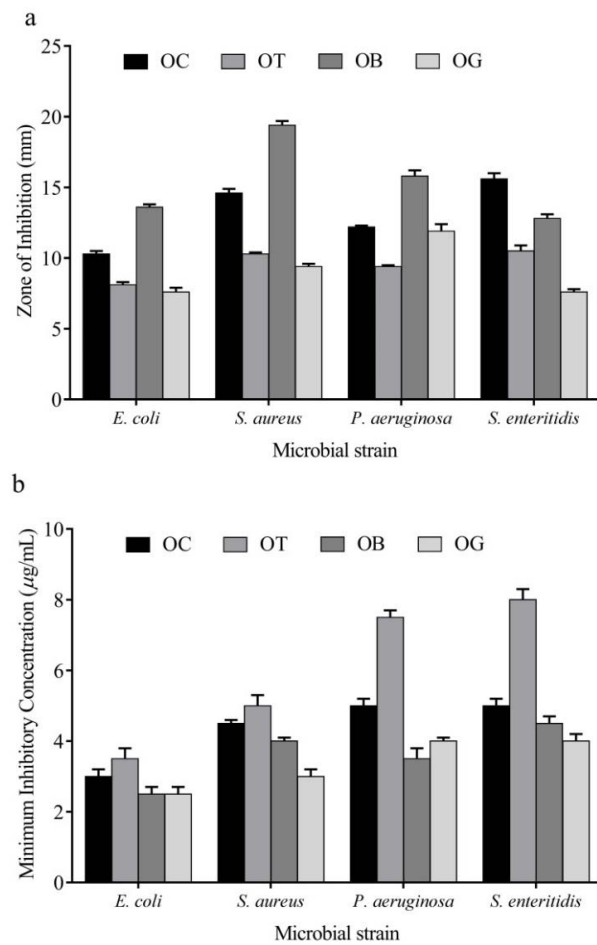 a
OC OT OB OG
Zone of Inhibition (mm)
25
20
15
10
5
0
E. coli S. aureus P. aeruginosa S. enteritidis
Microbial strain
b
OC OT OB OG
Minimum Inhibitory Concentration (μg/mL)
10
8
6
4
2
0
E. coli S. aureus P. aeruginosa S. enteritidis
Microbial strain